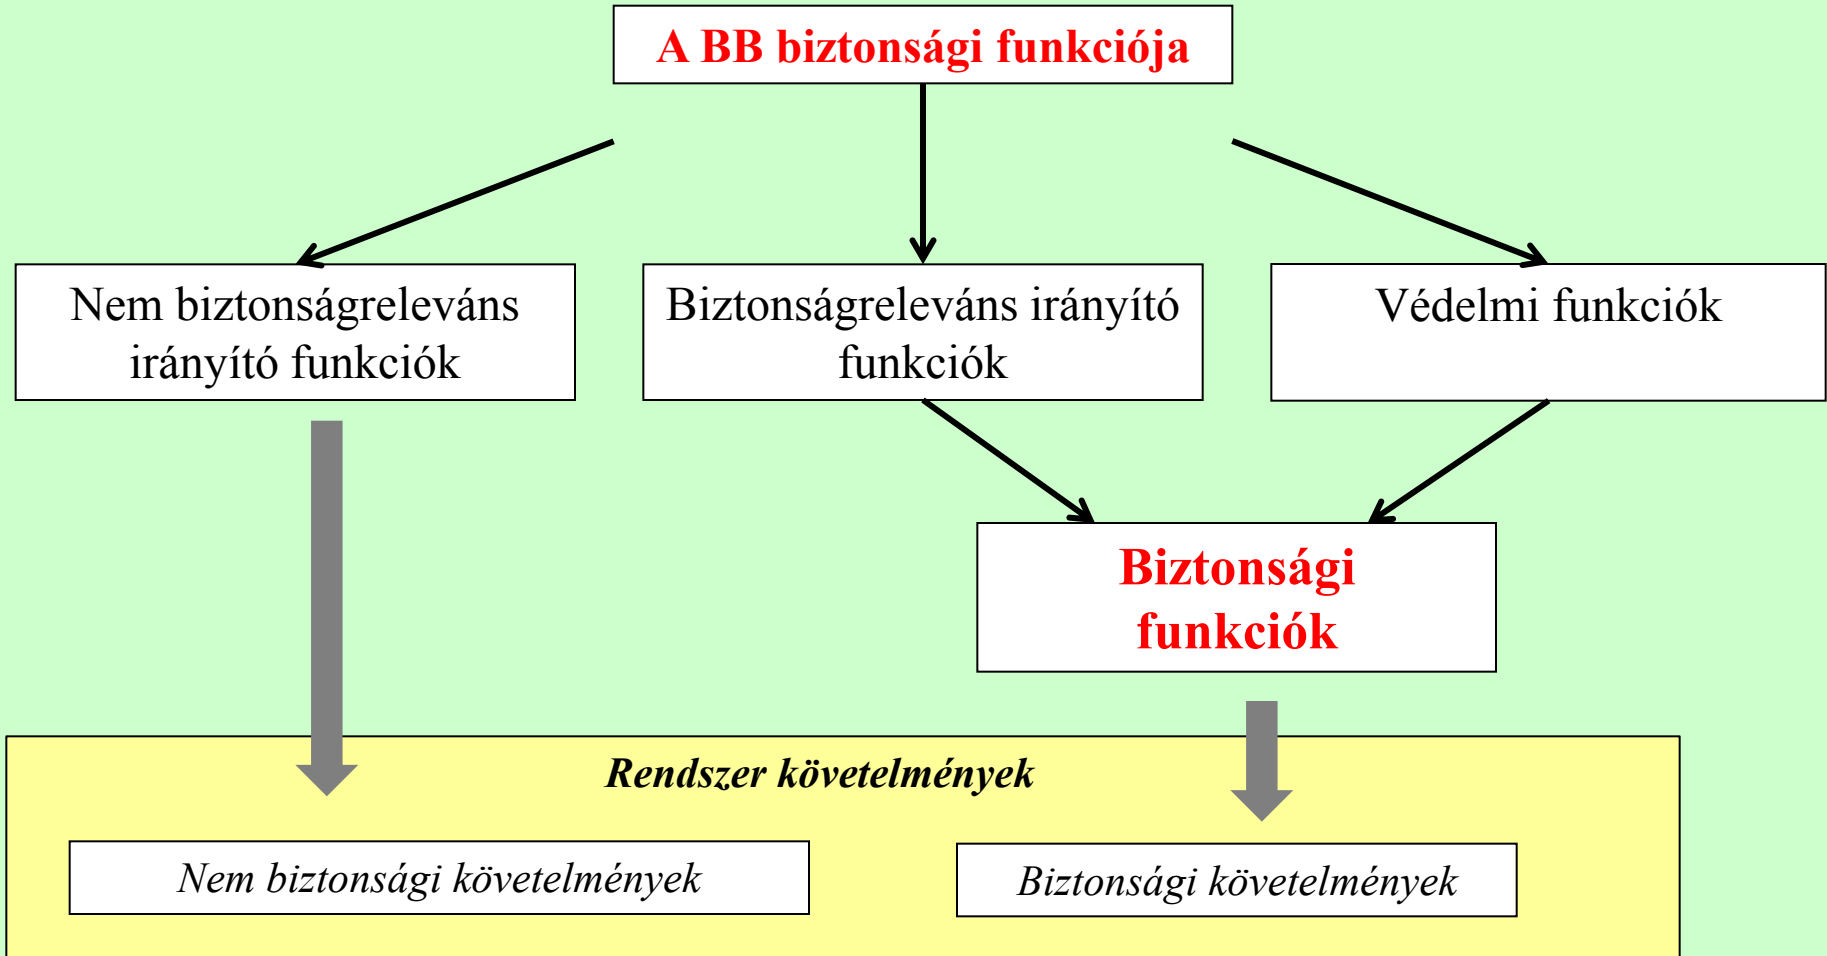 A BB biztonsági funkciója
Nem biztonságreleváns
irányító funkciók
Biztonságreleváns irányító
funkciók
Védelmi funkciók
Biztonsági
funkciók
Rendszer követelmények
Nem biztonsági követelmények
Biztonsági követelmények